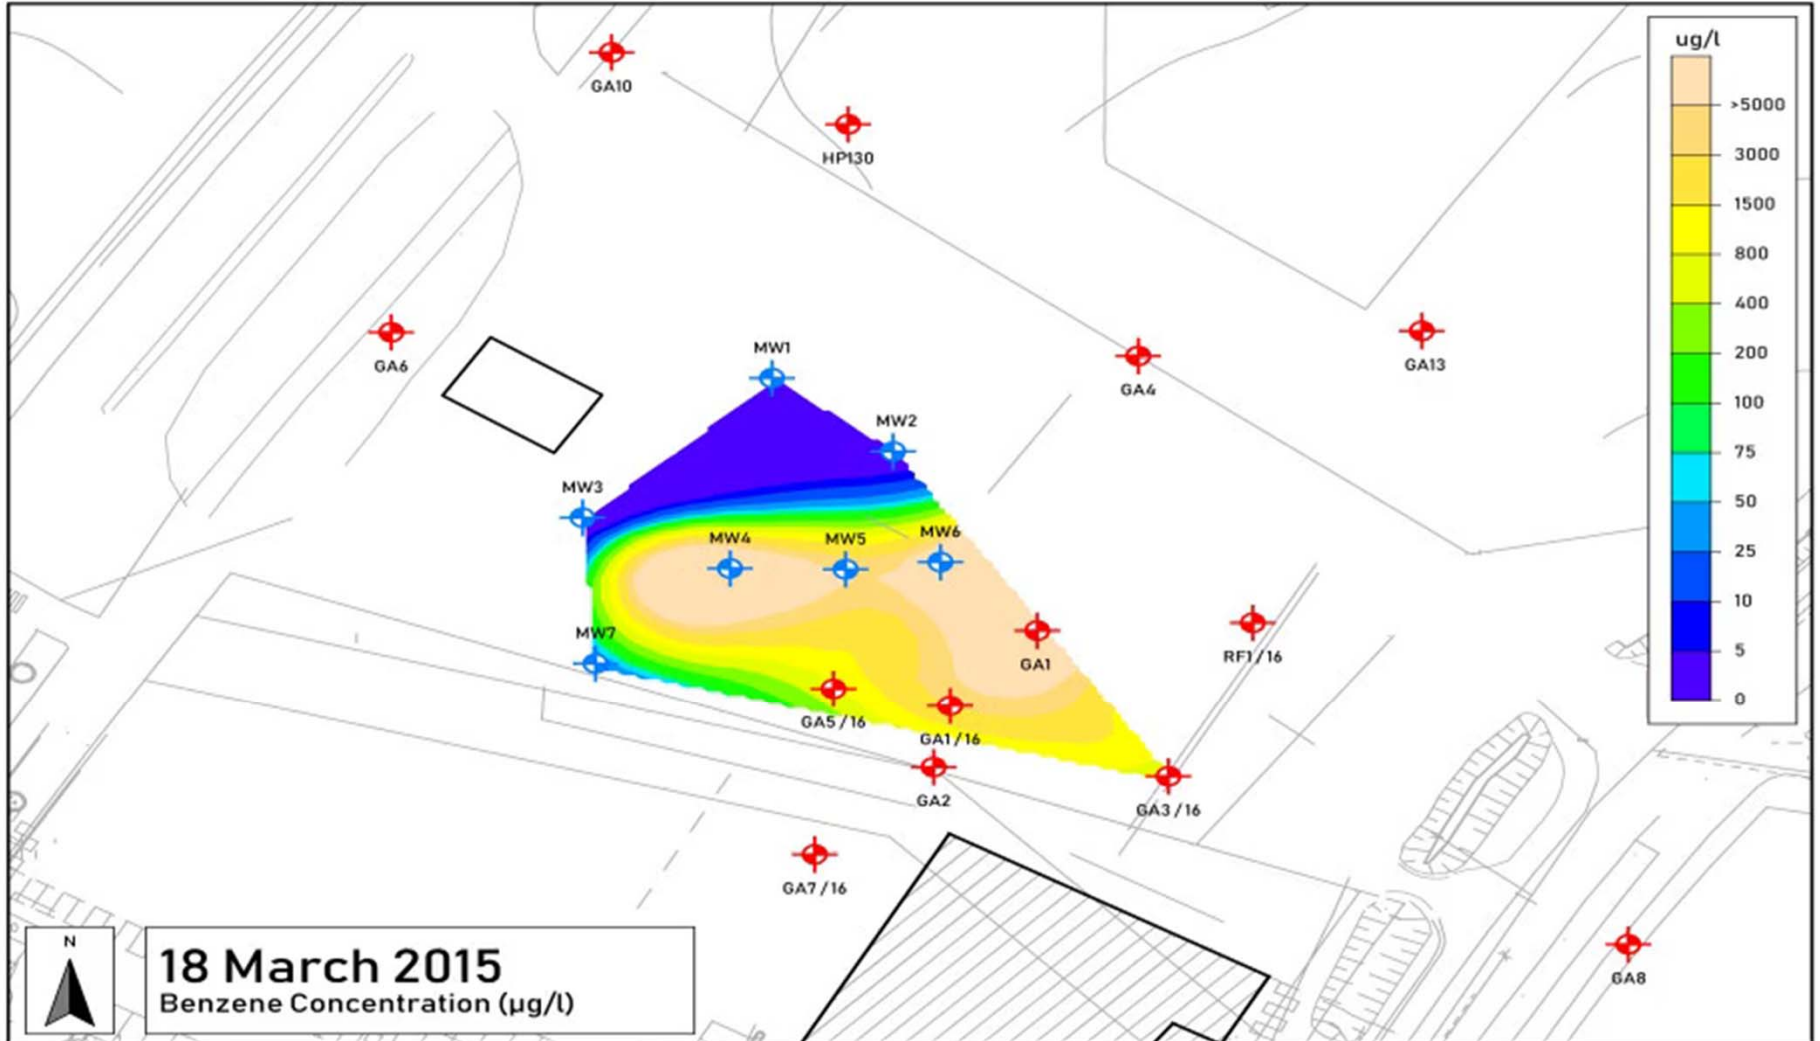 ug/l
>5000
3000
1500
800
400
200
100
75
50
25
10
5
0
GA10
HP130
GA6
GA4
GA13
MW1
MW2
MW3
MW4
MW5
MW6
MW7
GA1
RF1/16
GA5/16
GA1/16
GA2
GA3/16
GA7/16
GA8
N
18 March 2015
Benzene Concentration (µg/l)